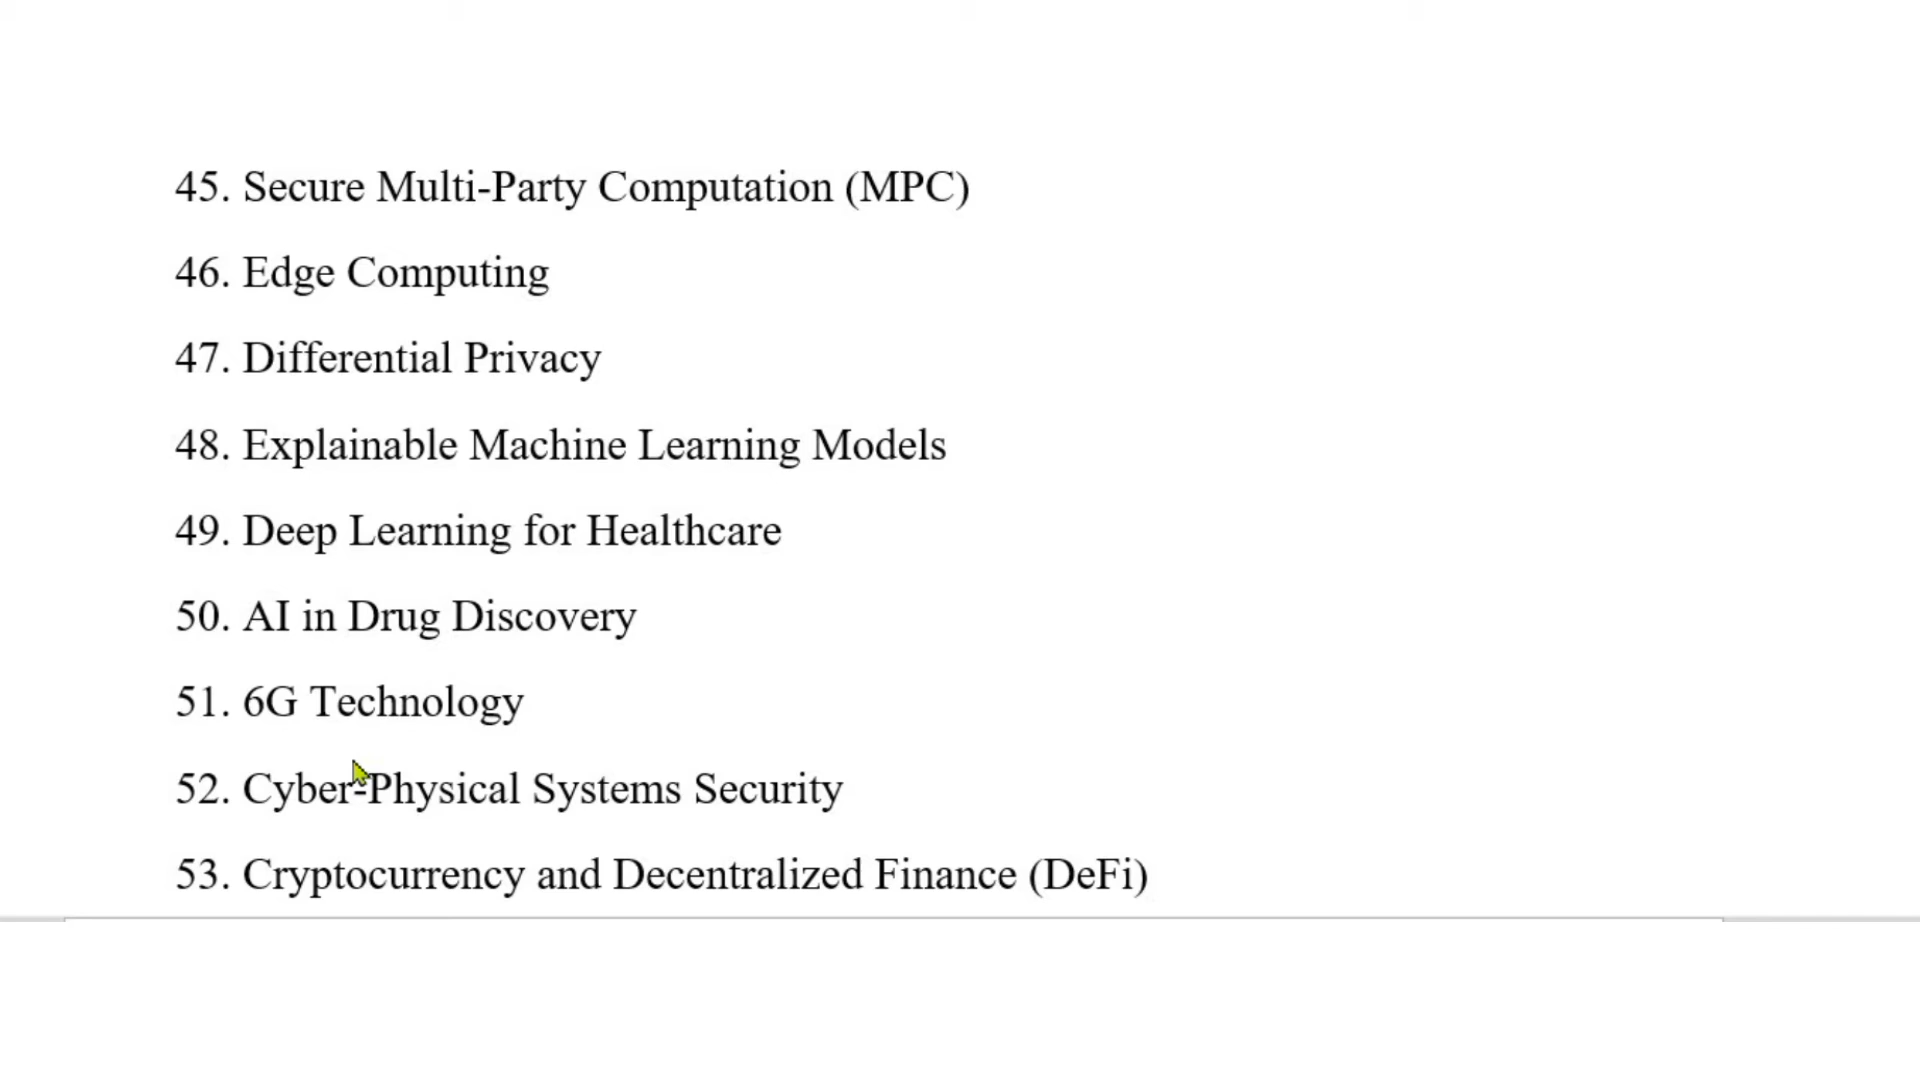 45. Secure Multi-Party Computation (MPC)
46. Edge Computing
47. Differential Privacy
48. Explainable Machine Learning Models
49. Deep Learning for Healthcare
50. AI in Drug Discovery
51. 6G Technology
52. Cyber-Physical Systems Security
53. Cryptocurrency and Decentralized Finance (DeFi)